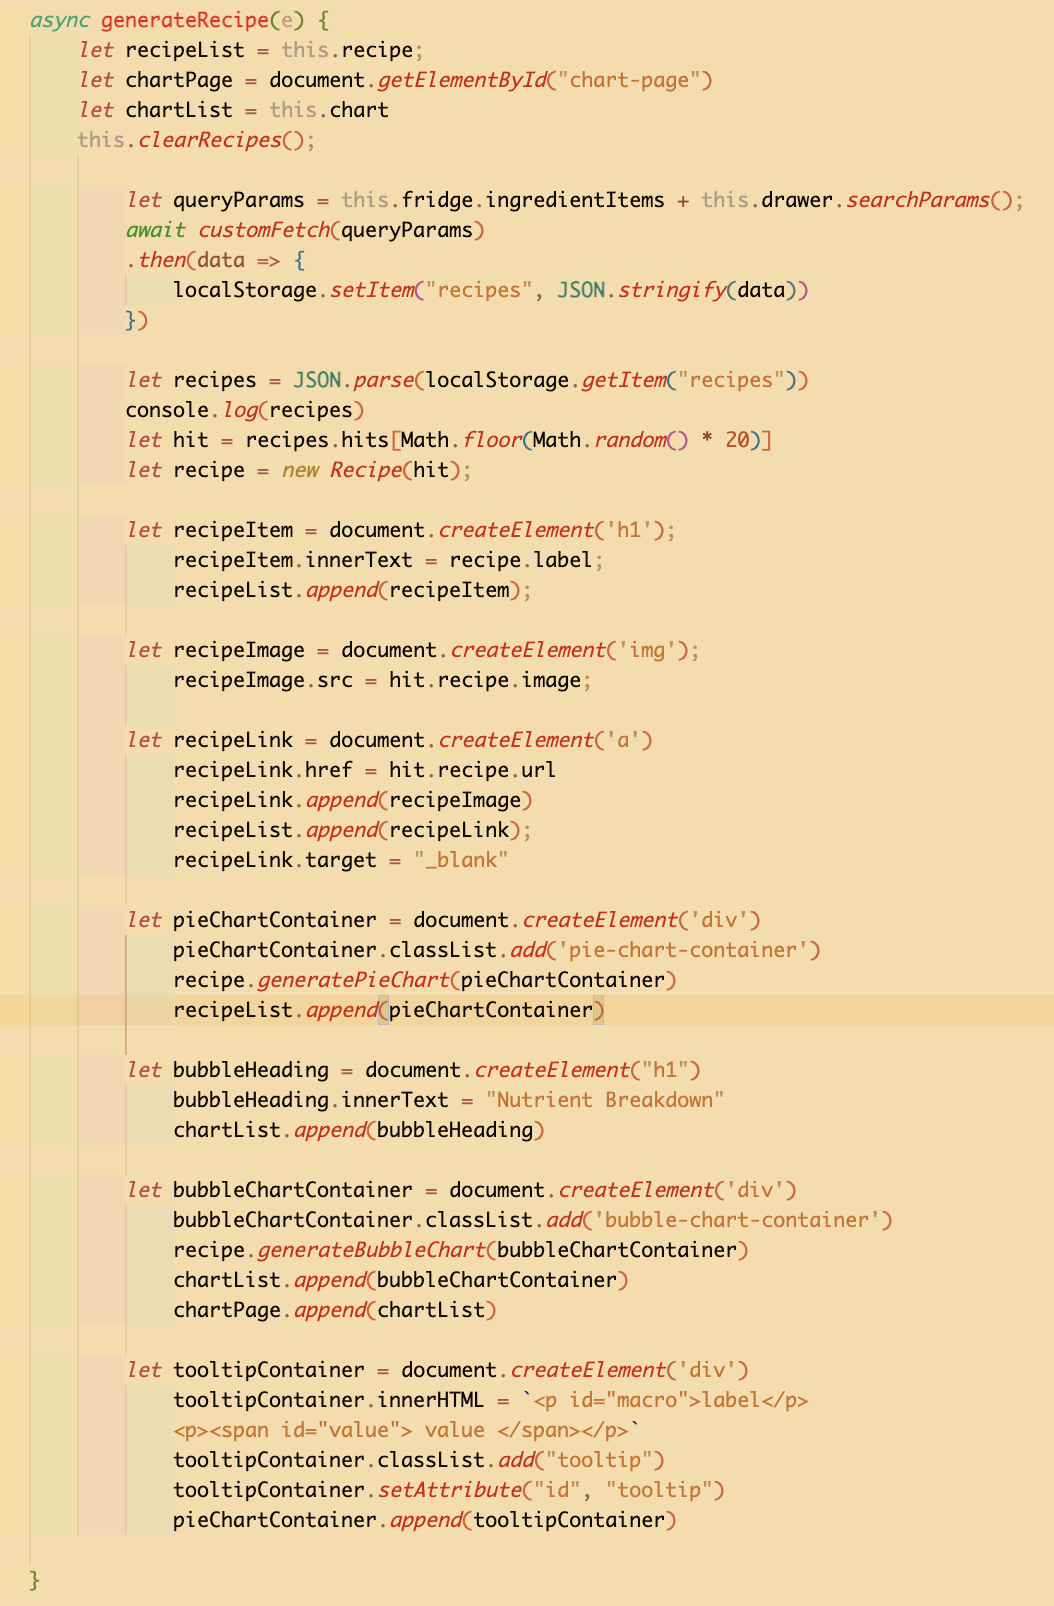 async generateRecipe(e) {
    let recipeList = this.recipe;
    let chartPage = document.getElementById("chart-page")
    let chartList = this.chart
    this.clearRecipes();

        let queryParams = this.fridge.ingredientItems + this.drawer.searchParams();
        await customFetch(queryParams)
        .then(data => {
            localStorage.setItem("recipes", JSON.stringify(data))
        })

        let recipes = JSON.parse(localStorage.getItem("recipes"))
        console.log(recipes)
        let hit = recipes.hits[Math.floor(Math.random() * 20)]
        let recipe = new Recipe(hit);

        let recipeItem = document.createElement('h1');
            recipeItem.innerText = recipe.label;
            recipeList.append(recipeItem);

        let recipeImage = document.createElement('img');
            recipeImage.src = hit.recipe.image;

        let recipeLink = document.createElement('a')
            recipeLink.href = hit.recipe.url
            recipeLink.append(recipeImage)
            recipeList.append(recipeLink);
            recipeLink.target = "_blank"

        let pieChartContainer = document.createElement('div')
            pieChartContainer.classList.add('pie-chart-container')
            recipe.generatePieChart(pieChartContainer)
            recipeList.append(pieChartContainer)

        let bubbleHeading = document.createElement("h1")
            bubbleHeading.innerText = "Nutrient Breakdown"
            chartList.append(bubbleHeading)

        let bubbleChartContainer = document.createElement('div')
            bubbleChartContainer.classList.add('bubble-chart-container')
            recipe.generateBubbleChart(bubbleChartContainer)
            chartList.append(bubbleChartContainer)
            chartPage.append(chartList)

        let tooltipContainer = document.createElement('div')
            tooltipContainer.innerHTML = `<p id="macro">label</p>
            <p><span id="value"> value </span></p>`
            tooltipContainer.classList.add("tooltip")
            tooltipContainer.setAttribute("id", "tooltip")
            pieChartContainer.append(tooltipContainer)

}